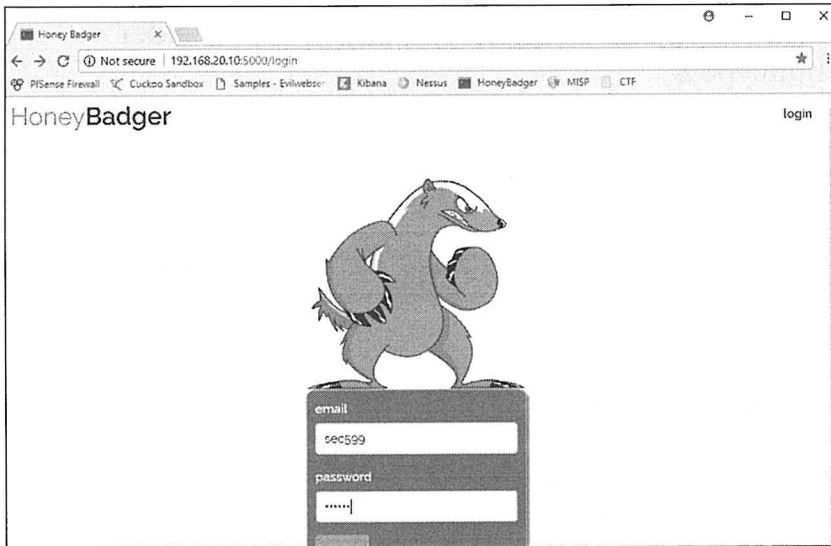 Honey Badger
Not secure | 192.168.20.10:5000/login
PfSense Firewall Cuckoo Sandbox Samples - Evilwebser Kibana Nessus HoneyBadger MISP CTF
HoneyBadger login
email
sec599
password
••••••